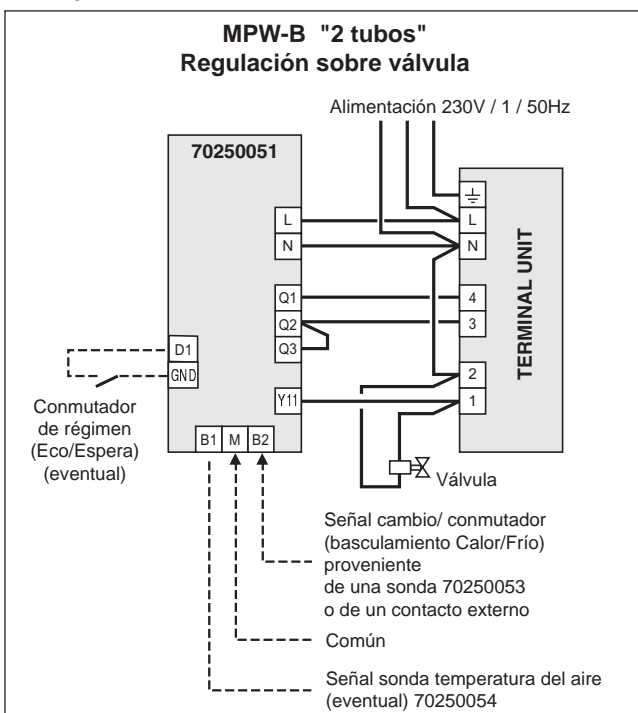 MPW-B "2 tubos"
Regulación sobre válvula
Alimentación 230V / 1 / 50Hz
70250051
L
N
Q1
Q2
Q3
Y11
D1
GND
B1 M B2
L
N
4
3
2
1
TERMINAL UNIT
Conmutador
de régimen
(Eco/Espera)
(eventual)
Válvula
Señal cambio/ conmutador
(basculamiento Calor/Frío)
proveniente
de una sonda 70250053
o de un contacto externo
Común
Señal sonda temperatura del aire
(eventual) 70250054